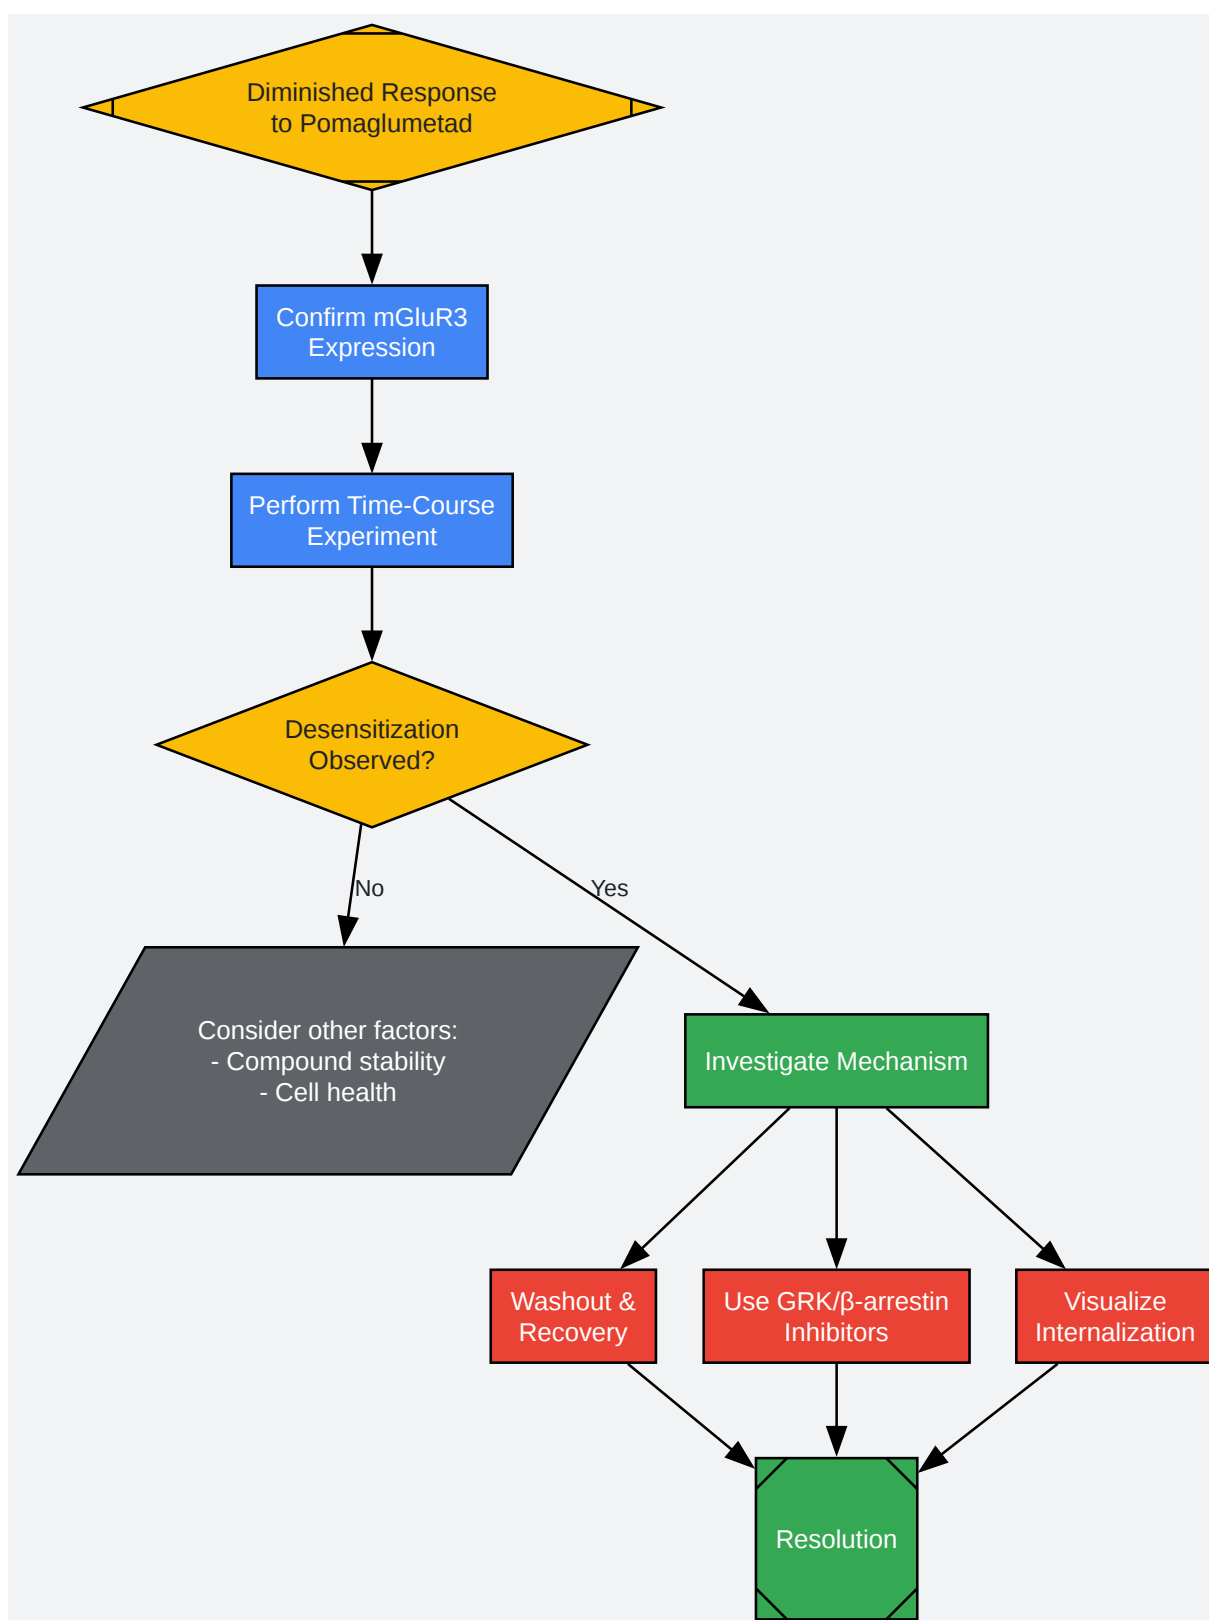 Diminished Response
to Pomaglumetad
Confirm mGluR3
Expression
Perform Time-Course
Experiment
Desensitization
Observed?
No
Yes
Consider other factors:
- Compound stability
- Cell health
Investigate Mechanism
Washout &
Recovery
Use GRK/β-arrestin
Inhibitors
Visualize
Internalization
Resolution